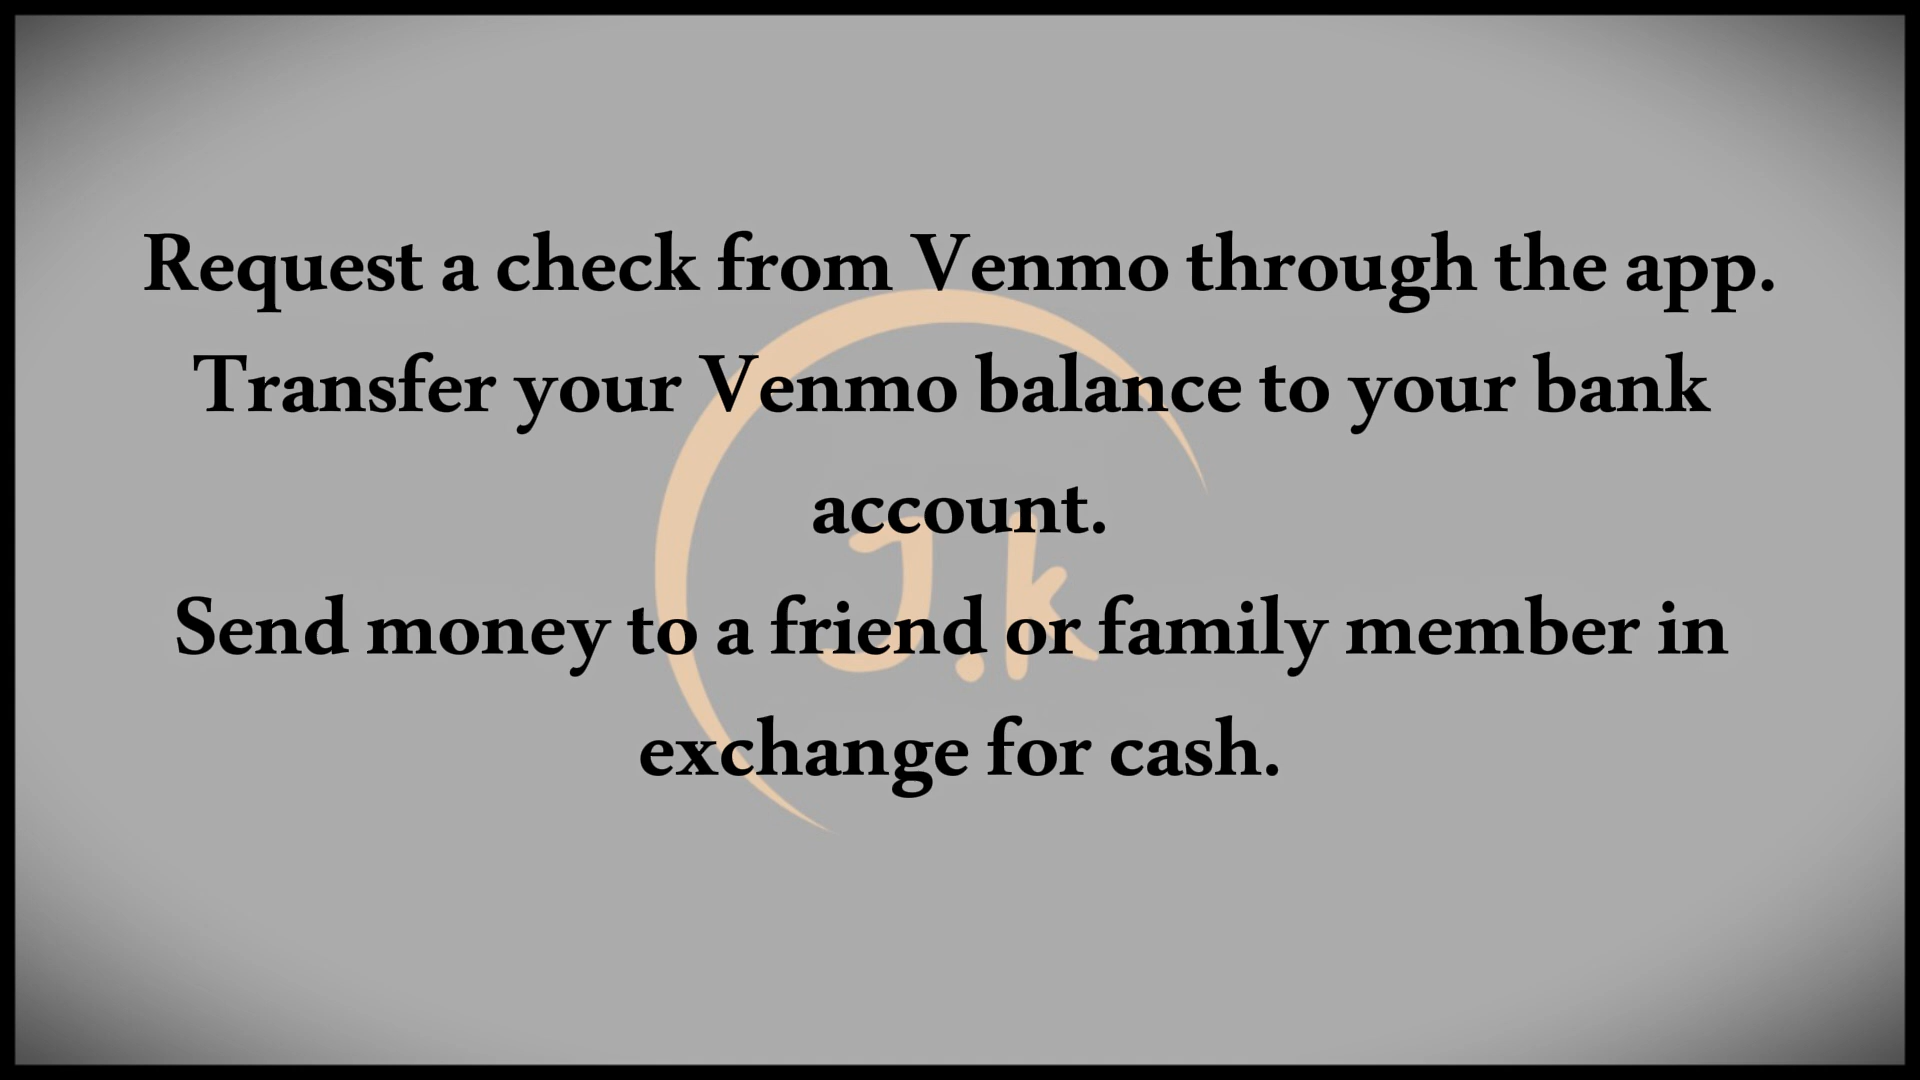 Request a check from Venmo through the app.
Transfer your Venmo balance to your bank
account.
J.k
Send money to a friend or family member in
exchange for cash.